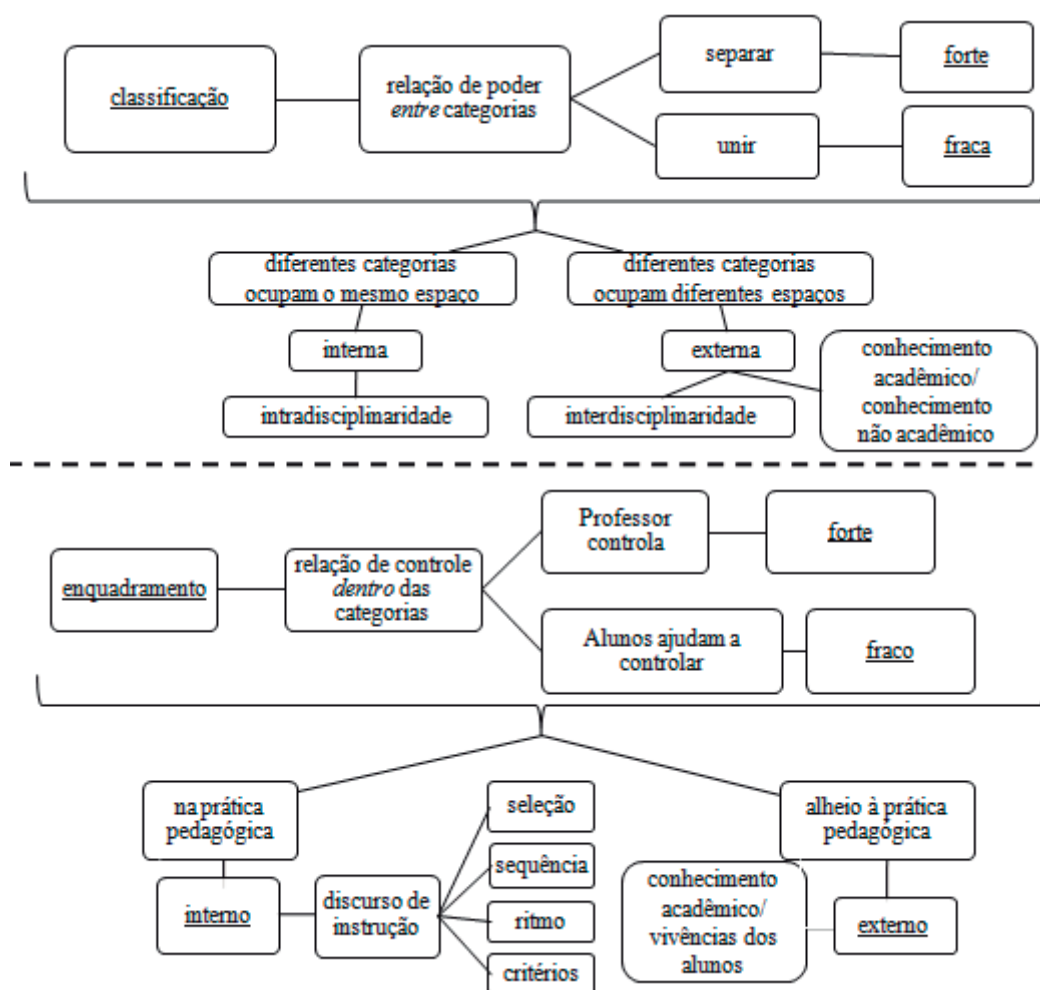 classificação
relação de poder
entre categorias
separar
forte
unir
fraca
diferentes categorias
ocupam o mesmo espaço
diferentes categorias
ocupam diferentes espaços
interna
externa
conhecimento
acadêmico/
conhecimento
não acadêmico
intradisciplinaridade
interdisciplinaridade
enquadramento
relação de controle
dentro das
categorias
Professor
controla
forte
Alunos ajudam a
controlar
fraco
na prática
pedagógica
interno
discurso de
instrução
seleção
sequência
ritmo
critérios
alheio à prática
pedagógica
conhecimento
acadêmico/
vivências dos
alunos
externo